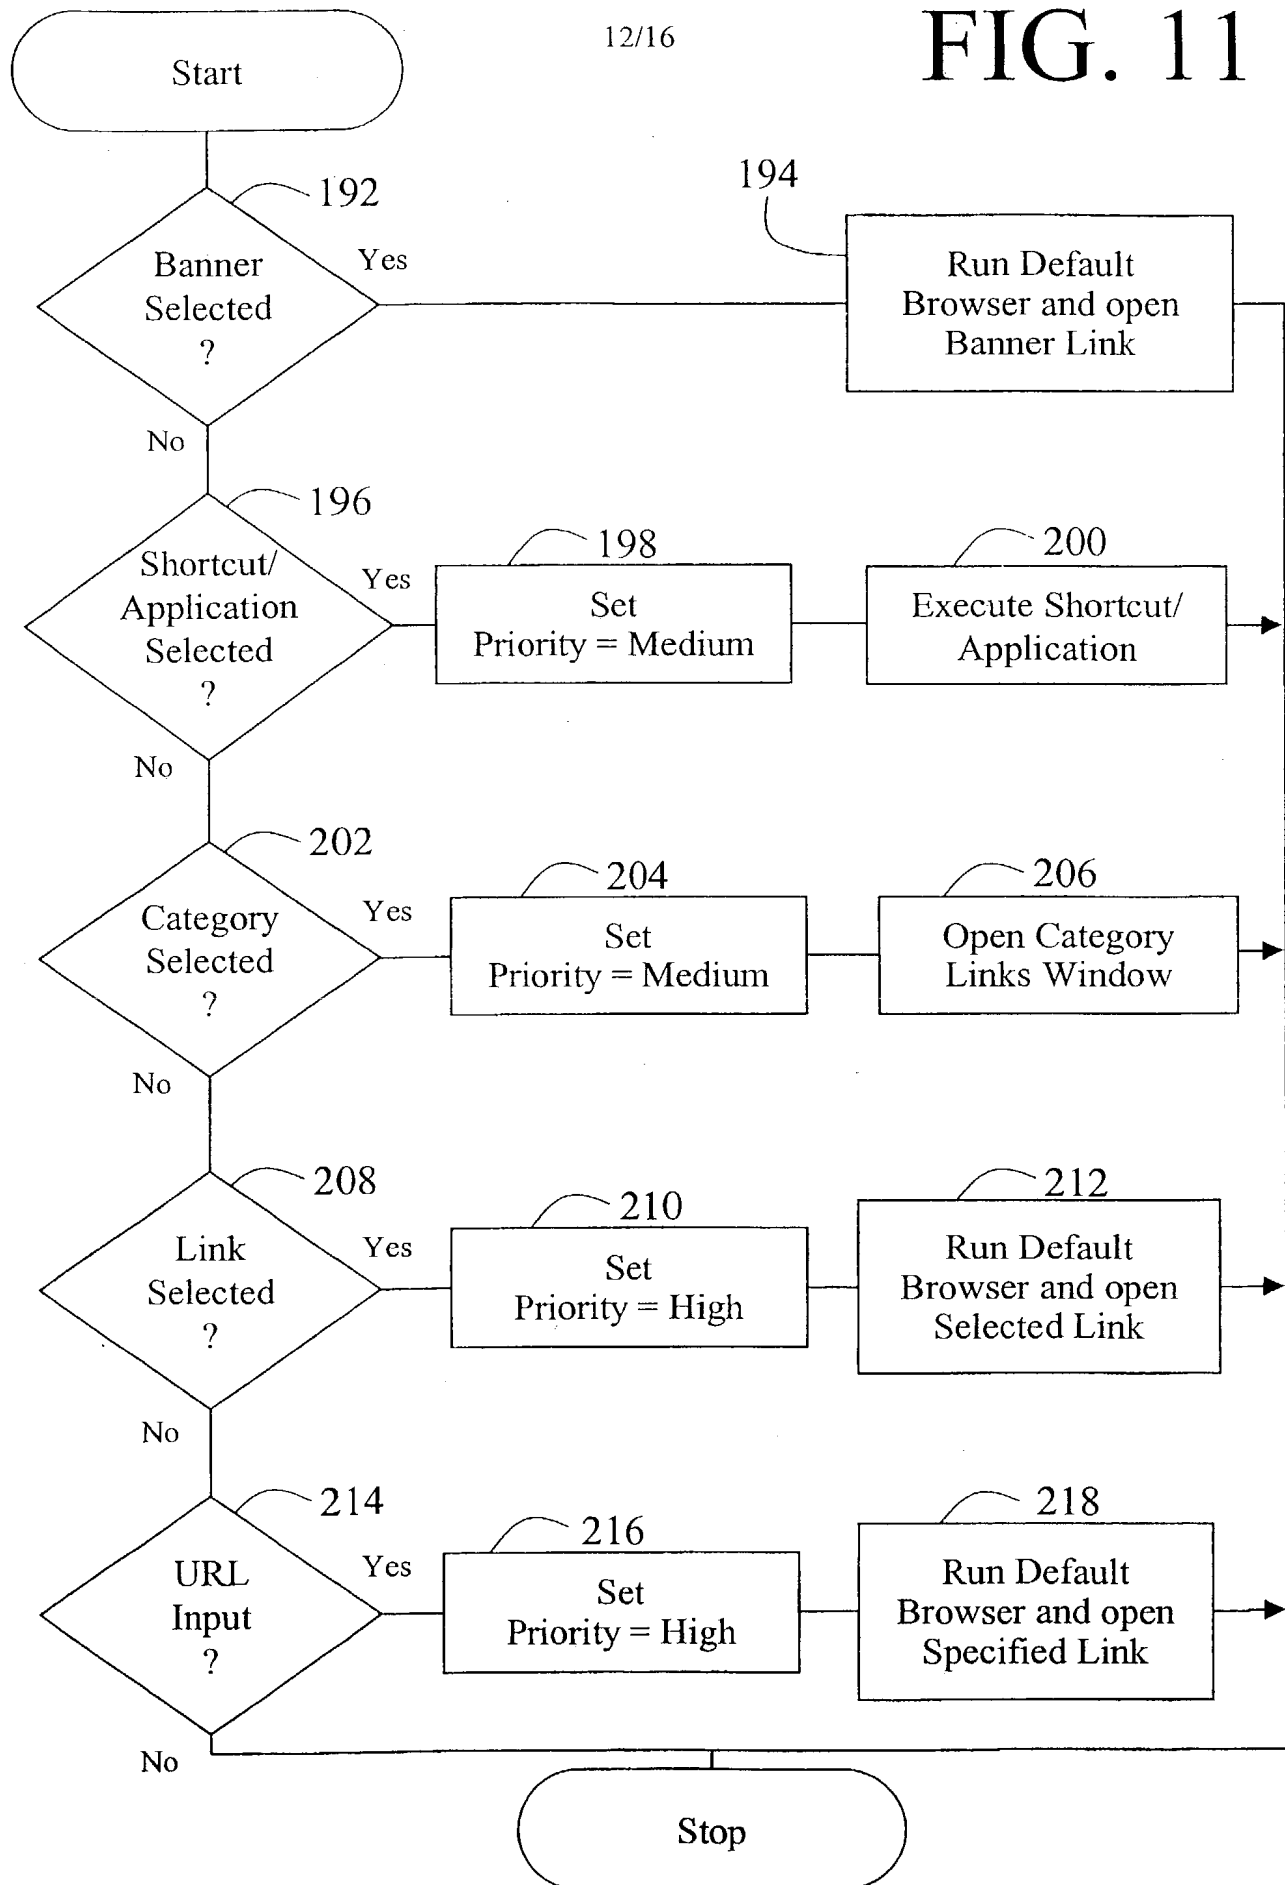 12/16
FIG. 11
Start
192
194
Banner
Selected
?
Yes
Run Default
Browser and open
Banner Link
No
196
198
200
Shortcut/
Application
Selected
?
Yes
Set
Priority = Medium
Execute Shortcut/
Application
No
202
204
206
Category
Selected
?
Yes
Set
Priority = Medium
Open Category
Links Window
No
208
210
212
Link
Selected
?
Yes
Set
Priority = High
Run Default
Browser and open
Selected Link
No
214
216
218
URL
Input
?
Yes
Set
Priority = High
Run Default
Browser and open
Specified Link
No
Stop